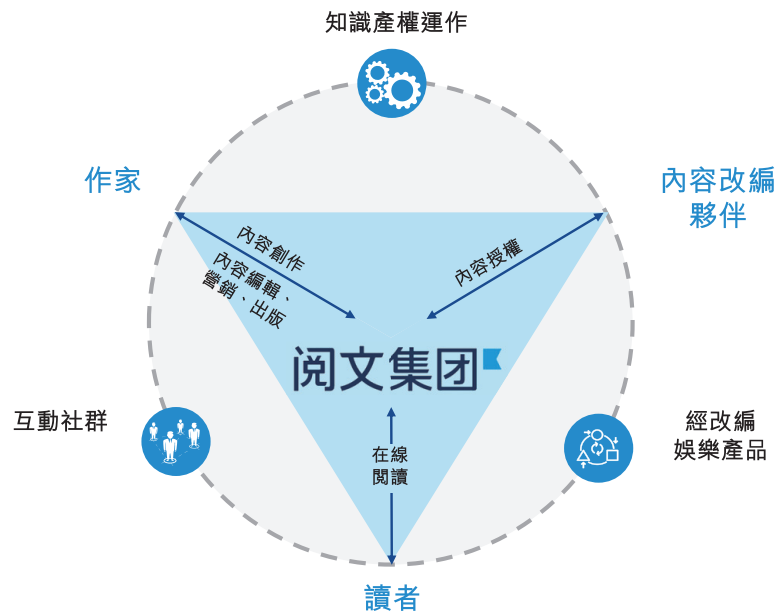 知識產權運作
作家
內容改編
夥伴
內容創作
內容編輯、
營銷、出版
內容授權
阅文集团
互動社群
在線
閱讀
經改編
娛樂產品
讀者